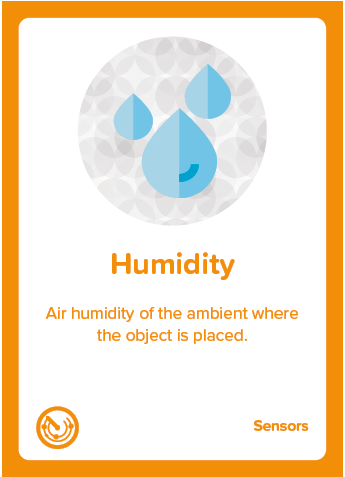 Humidity
Air humidity of the ambient where
the object is placed.
Sensors